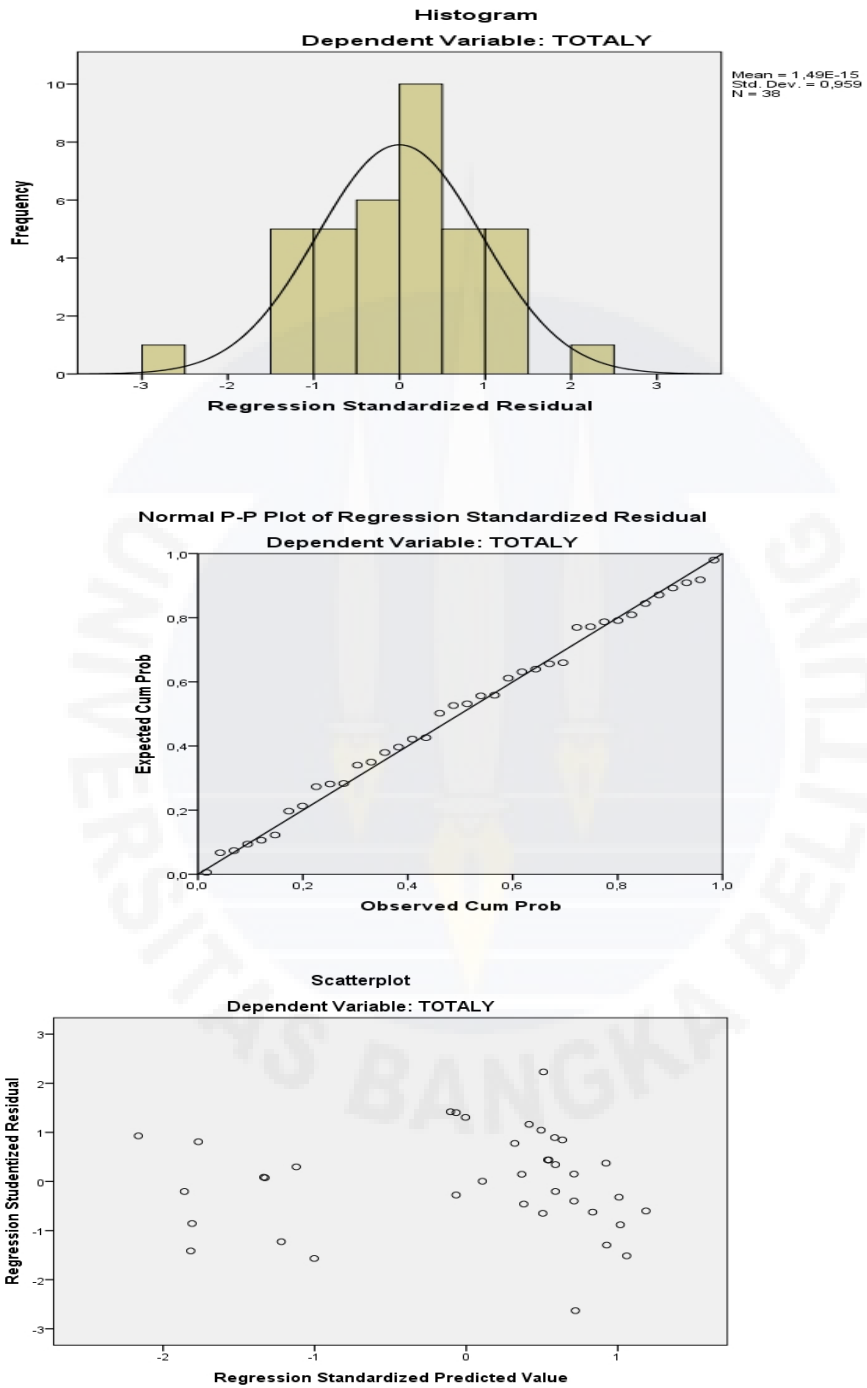 Histogram
Dependent Variable: TOTALY
Mean = 1,49E-15
Std. Dev. = 0,959
N = 38
Frequency
10
8
6
4
2
0
-3 -2 -1 0 1 2 3
Regression Standardized Residual
Normal P-P Plot of Regression Standardized Residual
Dependent Variable: TOTALY
Expected Cum Prob
1,0
0,8
0,6
0,4
0,2
0,0
0,0 0,2 0,4 0,6 0,8 1,0
Observed Cum Prob
Scatterplot
Dependent Variable: TOTALY
Regression Studentized Residual
3
2
1
0
-1
-2
-3
-2 -1 0 1
Regression Standardized Predicted Value
UNIVERSITAS BANGKA BELITUNG